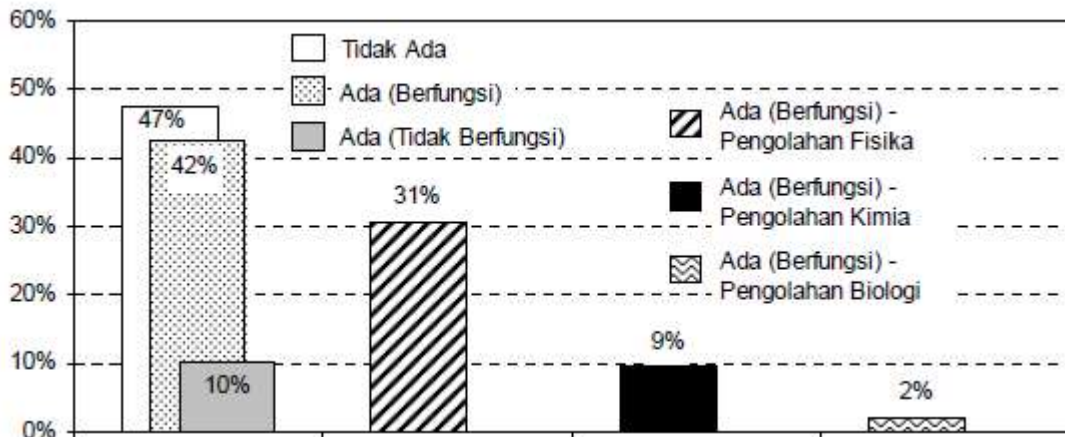 60%
50%
40%
30%
20%
10%
0%
Tidak Ada
Ada (Berfungsi)
Ada (Tidak Berfungsi)
Ada (Berfungsi) -
Pengolahan Fisika
Ada (Berfungsi) -
Pengolahan Kimia
Ada (Berfungsi) -
Pengolahan Biologi
47%
42%
10%
31%
9%
2%